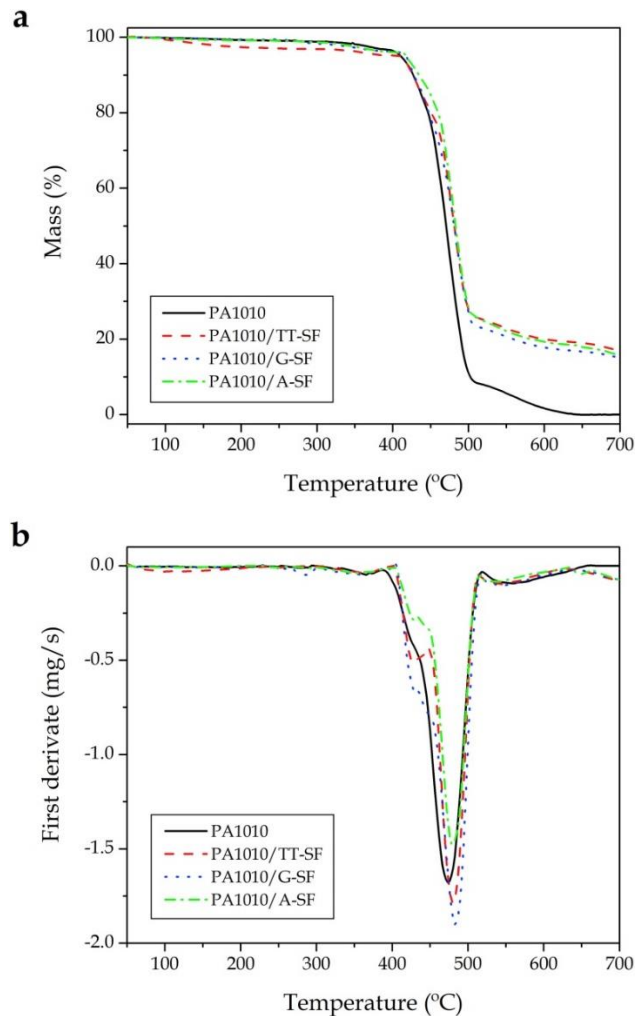 a
100
80
60
40
20
0
Mass (%)
PA1010
PA1010/TT-SF
PA1010/G-SF
PA1010/A-SF
100 200 300 400 500 600 700
Temperature (ºC)
b
0.0
-0.5
-1.0
-1.5
-2.0
First derivate (mg/s)
PA1010
PA1010/TT-SF
PA1010/G-SF
PA1010/A-SF
100 200 300 400 500 600 700
Temperature (ºC)